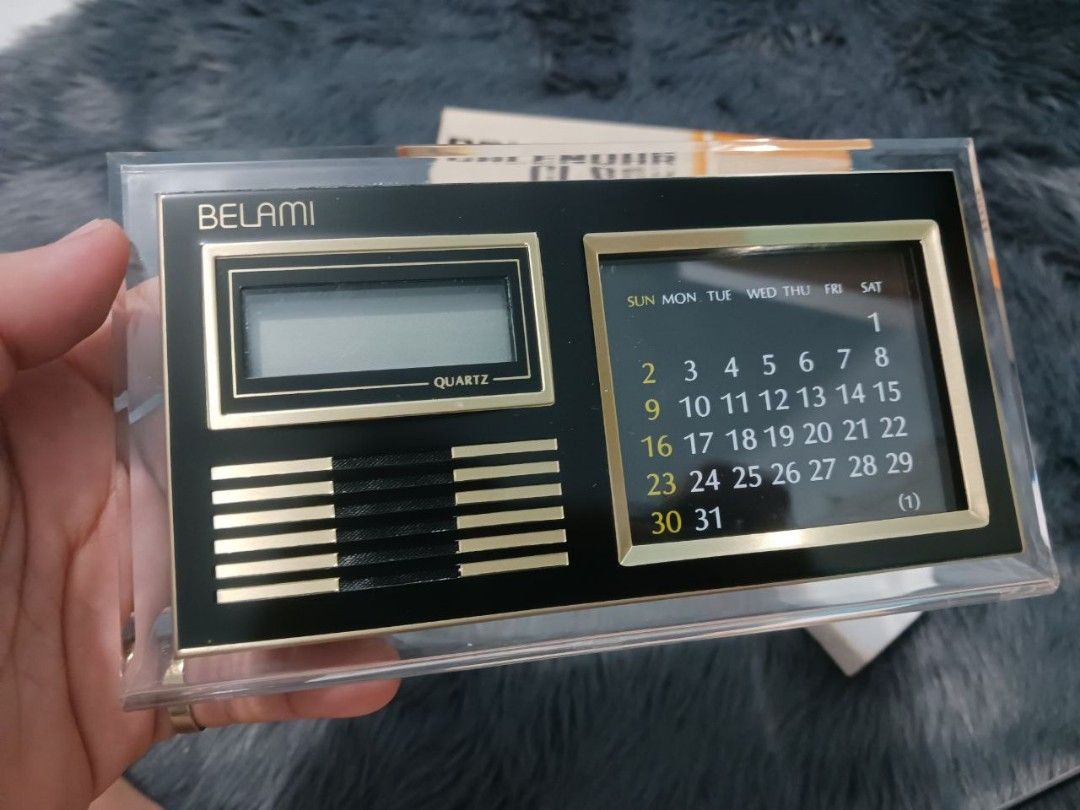 BELAMI
QUARTZ
SUN MON TUE WED THU FRI SAT
1
2 3 4 5 6 7 8
9 10 11 12 13 14 15
16 17 18 19 20 21 22
23 24 25 26 27 28 29
30 31
(1)